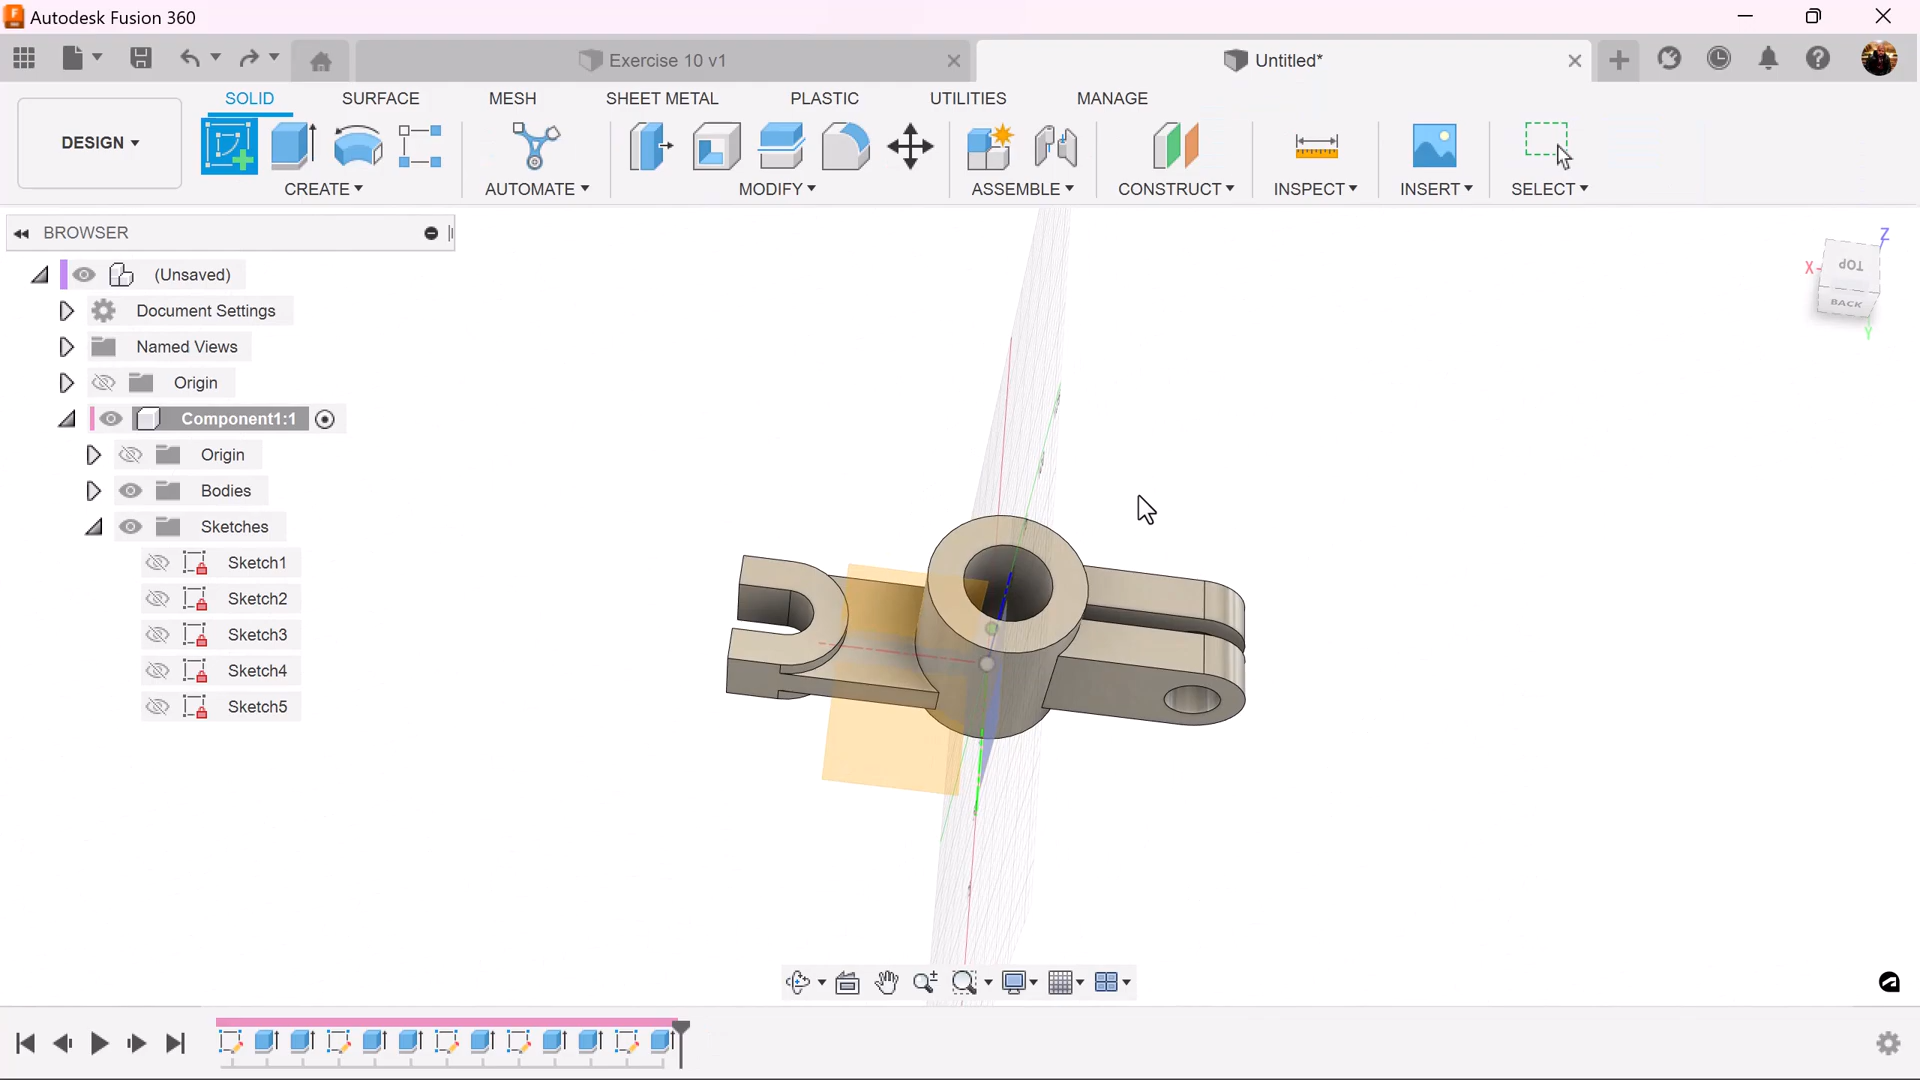 Autodesk Fusion 360
Exercise 10 v1
Untitled*
DESIGN
SOLID
SURFACE
MESH
SHEET METAL
PLASTIC
UTILITIES
MANAGE
CREATE
AUTOMATE
MODIFY
ASSEMBLE
CONSTRUCT
INSPECT
INSERT
SELECT
BROWSER
(Unsaved)
Document Settings
Named Views
Origin
Component1:1
Origin
Bodies
Sketches
Sketch1
Sketch2
Sketch3
Sketch4
Sketch5
Z
X
TOP
BACK
Y